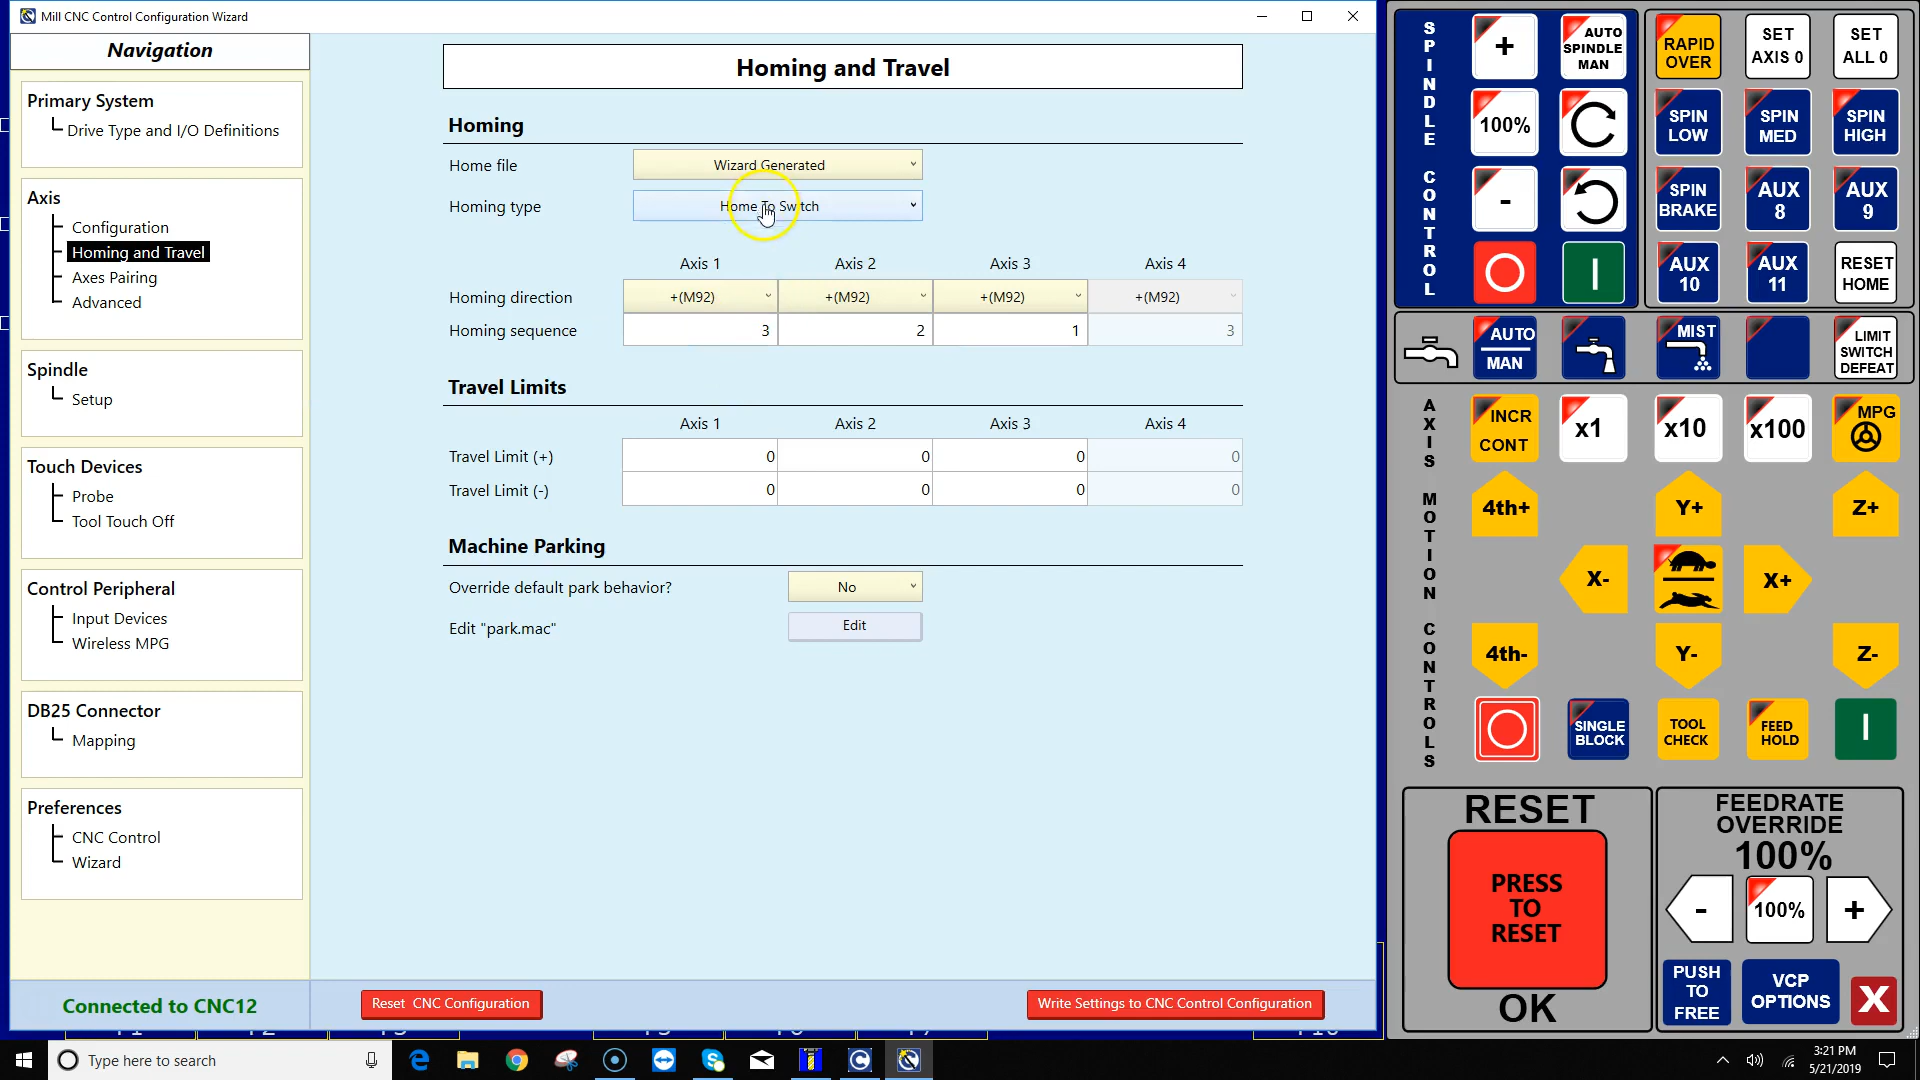 Mill CNC Control Configuration Wizard
Navigation
Primary System
Drive Type and I/O Definitions
Axis
Configuration
Homing and Travel
Axes Pairing
Advanced
Spindle
Setup
Touch Devices
Probe
Tool Touch Off
Control Peripheral
Input Devices
Wireless MPG
DB25 Connector
Mapping
Preferences
CNC Control
Wizard
Connected to CNC12
Homing and Travel
Homing
Home file Wizard Generated
Homing type Home To Switch
Axis 1 Axis 2 Axis 3 Axis 4
Homing direction +(M92) +(M92) +(M92) +(M92)
Homing sequence 3 2 1 3
Travel Limits
Axis 1 Axis 2 Axis 3 Axis 4
Travel Limit (+) 0 0 0 0
Travel Limit (-) 0 0 0 0
Machine Parking
Override default park behavior? No
Edit "park.mac" Edit
Reset CNC Configuration
Write Settings to CNC Control Configuration
SPINDLE CONTROL
+
AUTO
SPINDLE
MAN
100%
-
RAPID
OVER
SET
AXIS 0
SET
ALL 0
SPIN
LOW
SPIN
MED
SPIN
HIGH
SPIN
BRAKE
AUX
8
AUX
9
AUX
10
AUX
11
RESET
HOME
AUTO
MAN
MIST
LIMIT
SWITCH
DEFEAT
AXIS MOTION CONTROLS
INCR
CONT
x1
x10
x100
MPG
4th+
Y+
Z+
X-
X+
4th-
Y-
Z-
SINGLE
BLOCK
TOOL
CHECK
FEED
HOLD
RESET
PRESS
TO
RESET
OK
FEEDRATE
OVERRIDE
100%
-
100%
+
PUSH
TO
FREE
VCP
OPTIONS
X
Type here to search
3:21 PM
5/21/2019